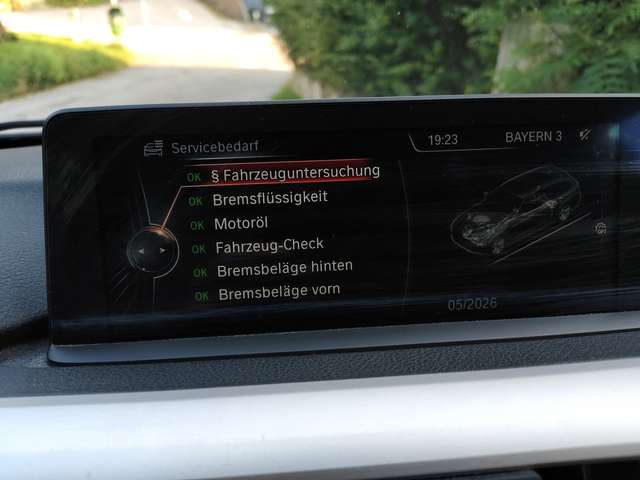 Servicebedarf
19:23 BAYERN 3
OK § Fahrzeuguntersuchung
OK Bremsflüssigkeit
OK Motoröl
OK Fahrzeug-Check
OK Bremsbeläge hinten
OK Bremsbeläge vorn
05/2026